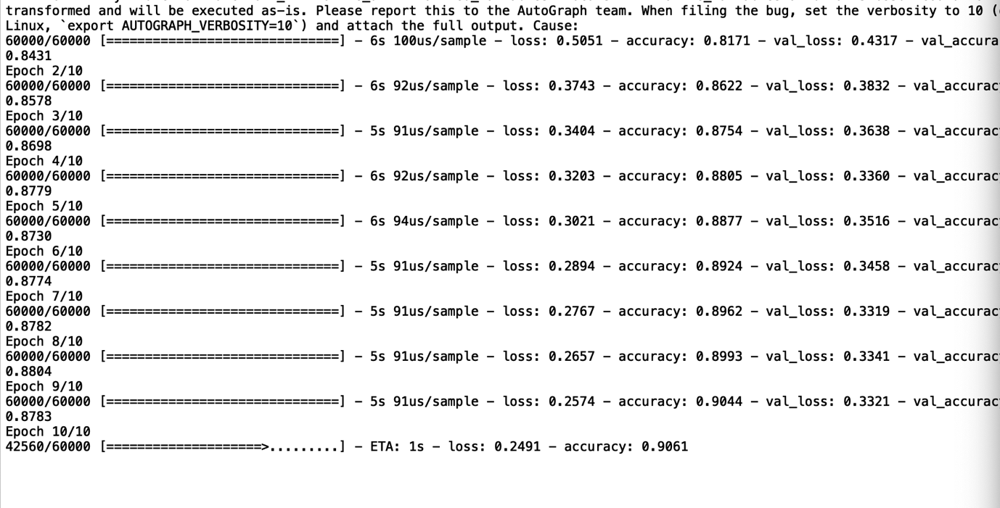 transformed and will be executed as-is. Please report this to the AutoGraph team. When filing the bug, set the verbosity to 10 (
Linux, `export AUTOGRAPH_VERBOSITY=10`) and attach the full output. Cause:
60000/60000 [==============================] - 6s 100us/sample - loss: 0.5051 - accuracy: 0.8171 - val_loss: 0.4317 - val_accura
0.8431
Epoch 2/10
60000/60000 [==============================] - 6s 92us/sample - loss: 0.3743 - accuracy: 0.8622 - val_loss: 0.3832 - val_accurac
0.8578
Epoch 3/10
60000/60000 [==============================] - 5s 91us/sample - loss: 0.3404 - accuracy: 0.8754 - val_loss: 0.3638 - val_accurac
0.8698
Epoch 4/10
60000/60000 [==============================] - 6s 92us/sample - loss: 0.3203 - accuracy: 0.8805 - val_loss: 0.3360 - val_accurac
0.8779
Epoch 5/10
60000/60000 [==============================] - 6s 94us/sample - loss: 0.3021 - accuracy: 0.8877 - val_loss: 0.3516 - val_accurac
0.8730
Epoch 6/10
60000/60000 [==============================] - 5s 91us/sample - loss: 0.2894 - accuracy: 0.8924 - val_loss: 0.3458 - val_accurac
0.8774
Epoch 7/10
60000/60000 [==============================] - 5s 91us/sample - loss: 0.2767 - accuracy: 0.8962 - val_loss: 0.3319 - val_accurac
0.8782
Epoch 8/10
60000/60000 [==============================] - 5s 91us/sample - loss: 0.2657 - accuracy: 0.8993 - val_loss: 0.3341 - val_accurac
0.8804
Epoch 9/10
60000/60000 [==============================] - 5s 91us/sample - loss: 0.2574 - accuracy: 0.9044 - val_loss: 0.3321 - val_accurac
0.8783
Epoch 10/10
42560/60000 [====================>.........] - ETA: 1s - loss: 0.2491 - accuracy: 0.9061